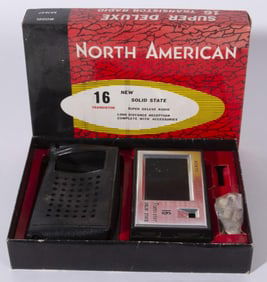 16 TRANSISTOR RADIO
SUPER DELUXE
NORTH AMERICAN
16
TRANSISTOR
NEW
SOLID STATE
SUPER DELUXE RADIO
LONG DISTANCE RECEPTION
COMPLETE WITH ACCESSORIES